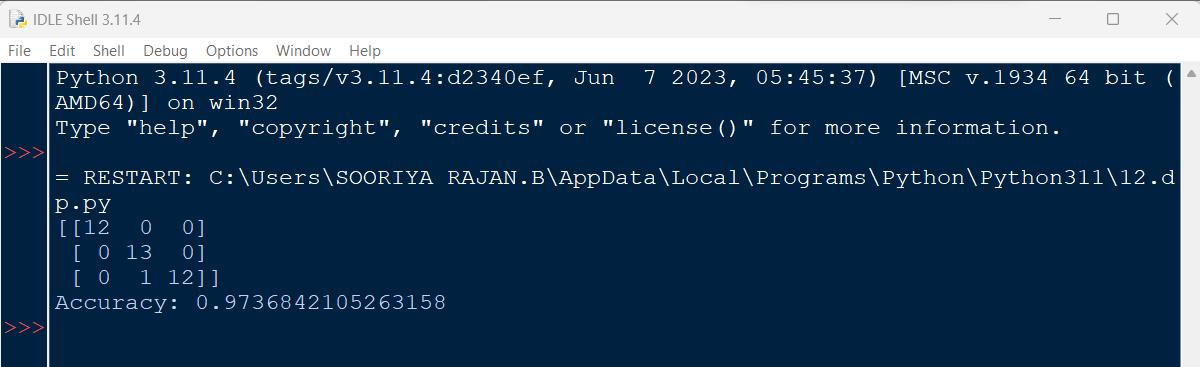 IDLE Shell 3.11.4
File Edit Shell Debug Options Window Help
Python 3.11.4 (tags/v3.11.4:d2340ef, Jun  7 2023, 05:45:37) [MSC v.1934 64 bit (
AMD64)] on win32
Type "help", "copyright", "credits" or "license()" for more information.
>>>
= RESTART: C:\Users\SOORIYA RAJAN.B\AppData\Local\Programs\Python\Python311\12.d
p.py
[[12  0  0]
 [ 0 13  0]
 [ 0  1 12]]
Accuracy: 0.9736842105263158
>>>